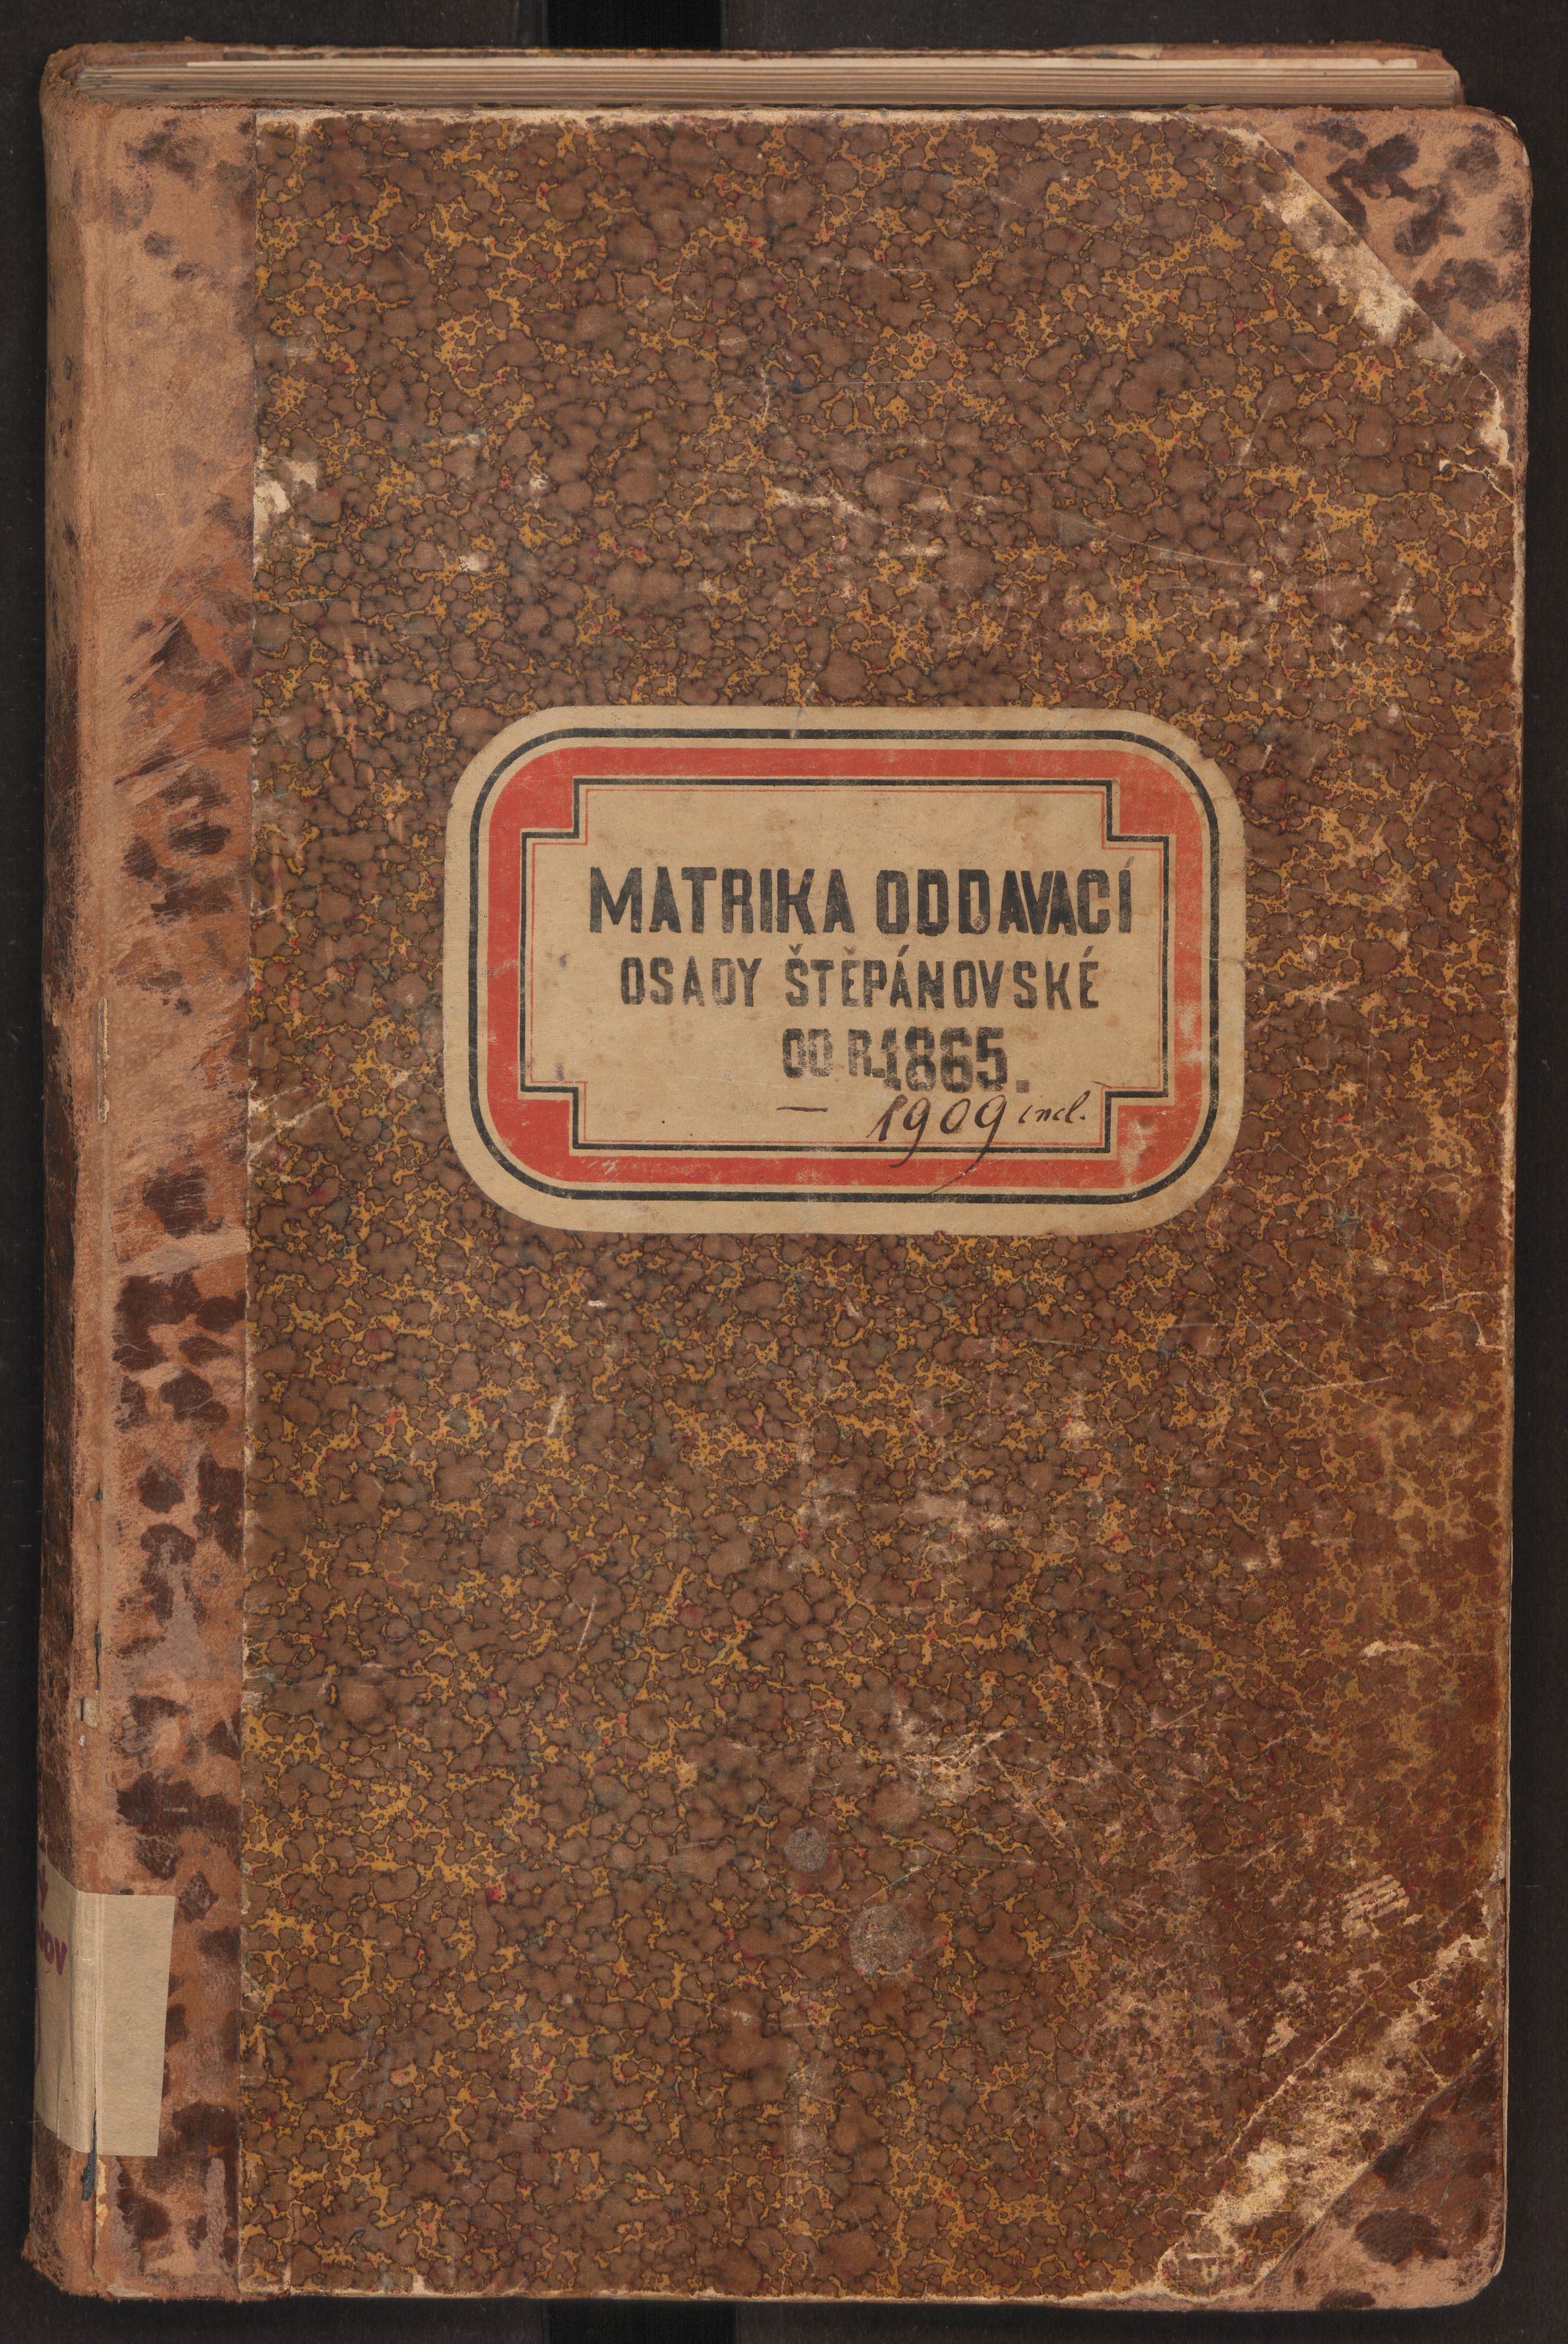 MATRIKA ODDAVACÍ
OSADY ŠTĚPÁNOVSKÉ
OD R. 1865.
— 1909 incl.